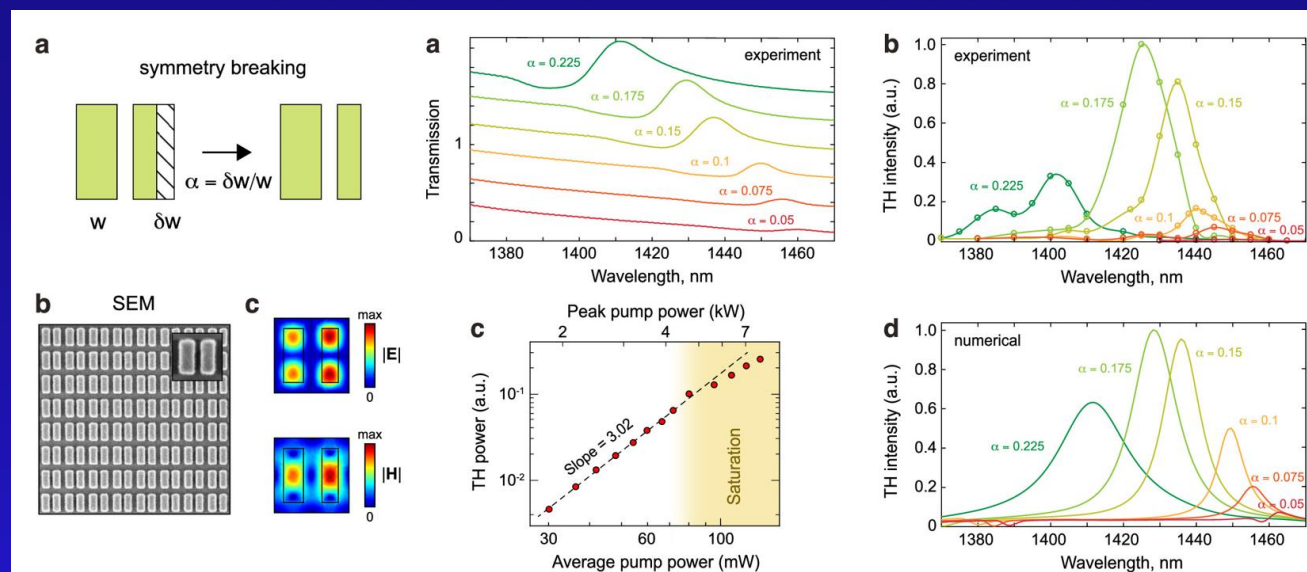 a
symmetry breaking
α = δw/w
w
δw
b
SEM
c
max
|E|
0
max
|H|
0
a
experiment
α = 0.225
α = 0.175
α = 0.15
α = 0.1
α = 0.075
α = 0.05
Transmission
1
0
1380 1400 1420 1440 1460
Wavelength, nm
c
Peak pump power (kW)
2 3 4 5 6 7
TH power (a.u.)
10-1
10-2
Slope = 3.02
Saturation
30 40 60 80 100
Average pump power (mW)
b
experiment
TH intensity (a.u.)
1.0
0.8
0.6
0.4
0.2
0
α = 0.175
α = 0.15
α = 0.225
α = 0.1
α = 0.075
α = 0.05
1380 1400 1420 1440 1460
Wavelength, nm
d
numerical
TH intensity (a.u.)
1.0
0.8
0.6
0.4
0.2
0
α = 0.175
α = 0.15
α = 0.225
α = 0.1
α = 0.075
α = 0.05
1380 1400 1420 1440 1460
Wavelength, nm